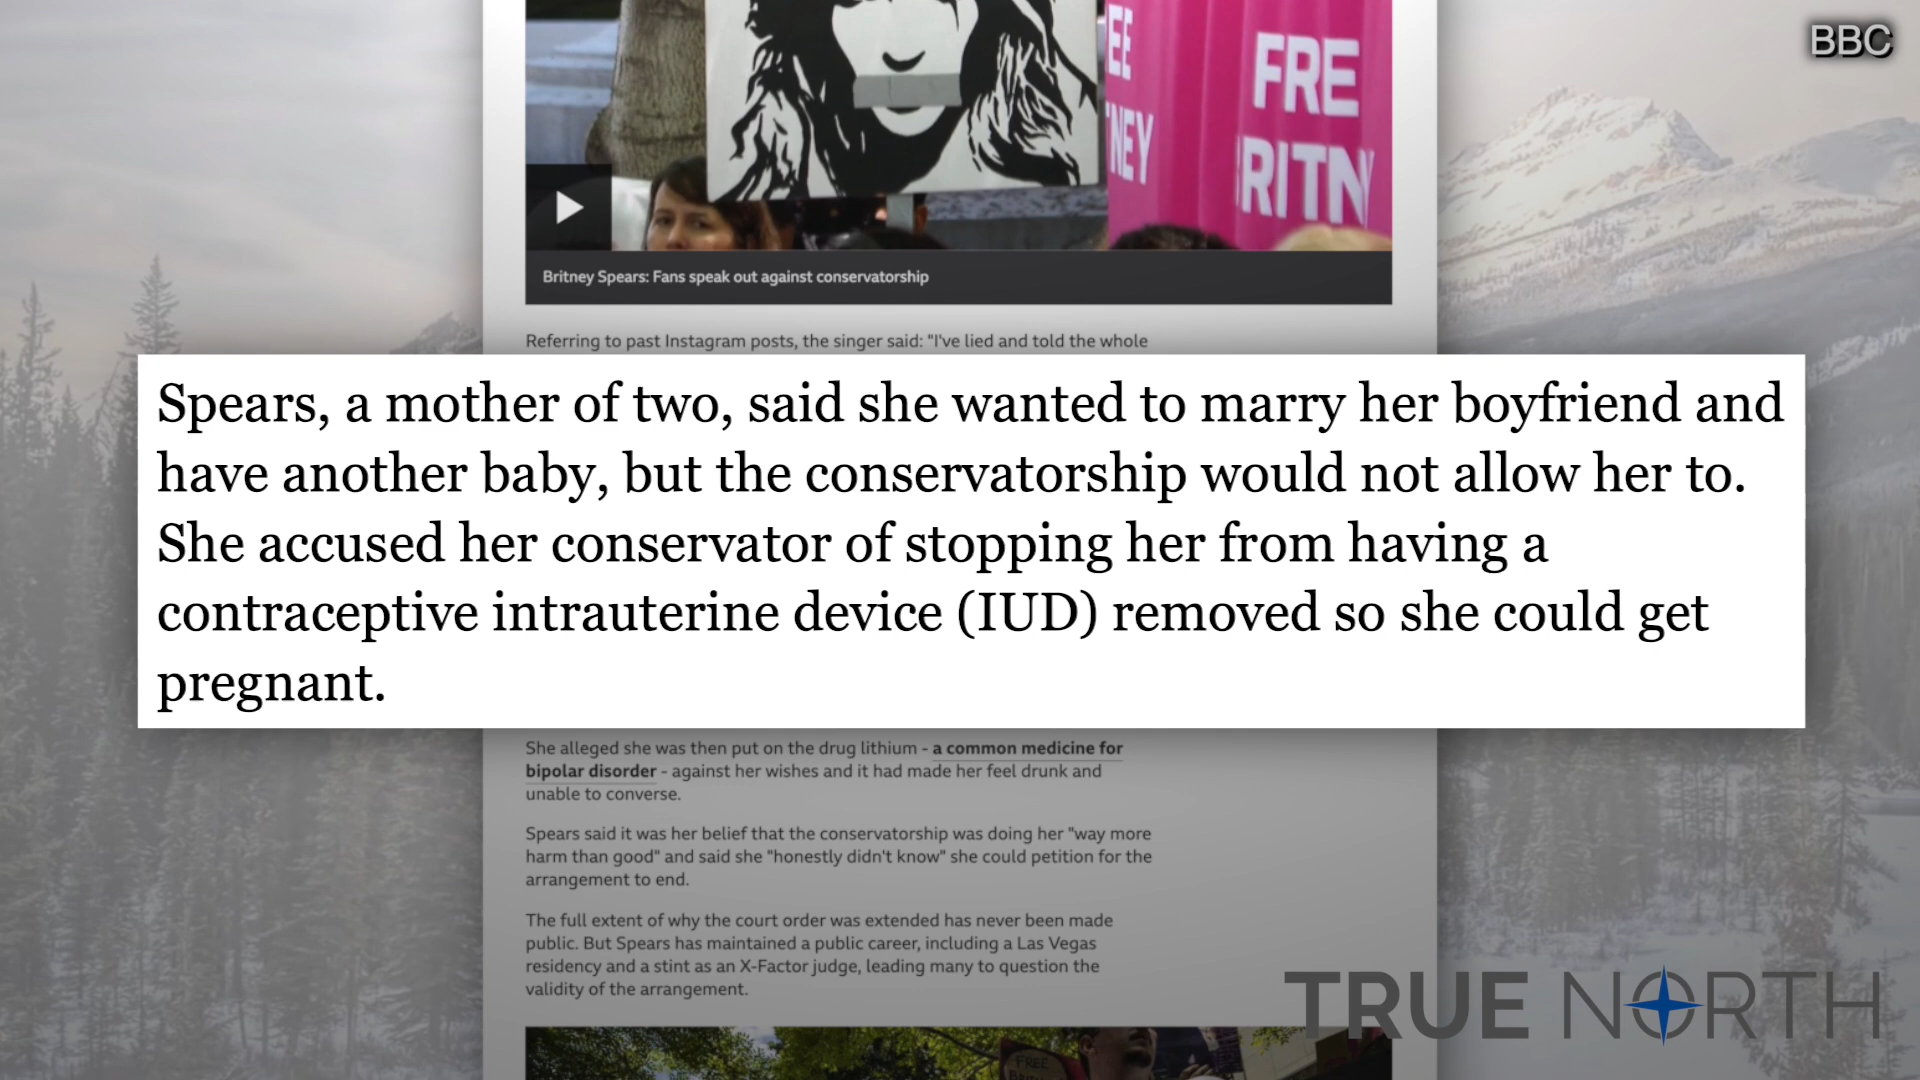 BBC
EE
TNEY
FRE
BRITN
Britney Spears: Fans speak out against conservatorship
Referring to past Instagram posts, the singer said: "I've lied and told the whole
Spears, a mother of two, said she wanted to marry her boyfriend and
have another baby, but the conservatorship would not allow her to.
She accused her conservator of stopping her from having a
contraceptive intrauterine device (IUD) removed so she could get
pregnant.
She alleged she was then put on the drug lithium - a common medicine for
bipolar disorder - against her wishes and it had made her feel drunk and
unable to converse.
Spears said it was her belief that the conservatorship was doing her "way more
harm than good" and said she "honestly didn't know" she could petition for the
arrangement to end.
The full extent of why the court order was extended has never been made
public. But Spears has maintained a public career, including a Las Vegas
residency and a stint as an X-Factor judge, leading many to question the
validity of the arrangement.
TRUE NORTH
FREE